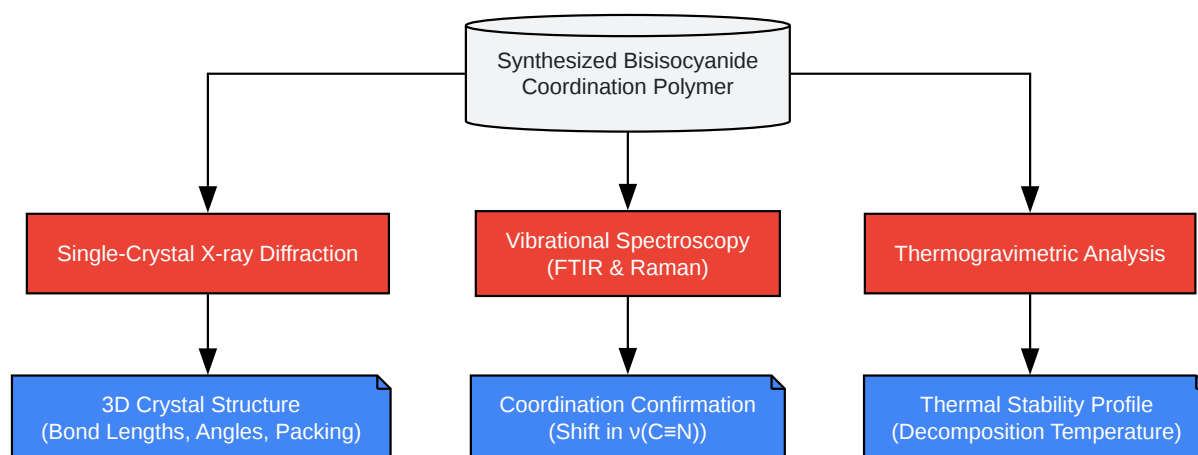 Synthesized Bisisocyanide
Coordination Polymer
Single-Crystal X-ray Diffraction
Vibrational Spectroscopy
(FTIR & Raman)
Thermogravimetric Analysis
3D Crystal Structure
(Bond Lengths, Angles, Packing)
Coordination Confirmation
(Shift in ν(C≡N))
Thermal Stability Profile
(Decomposition Temperature)